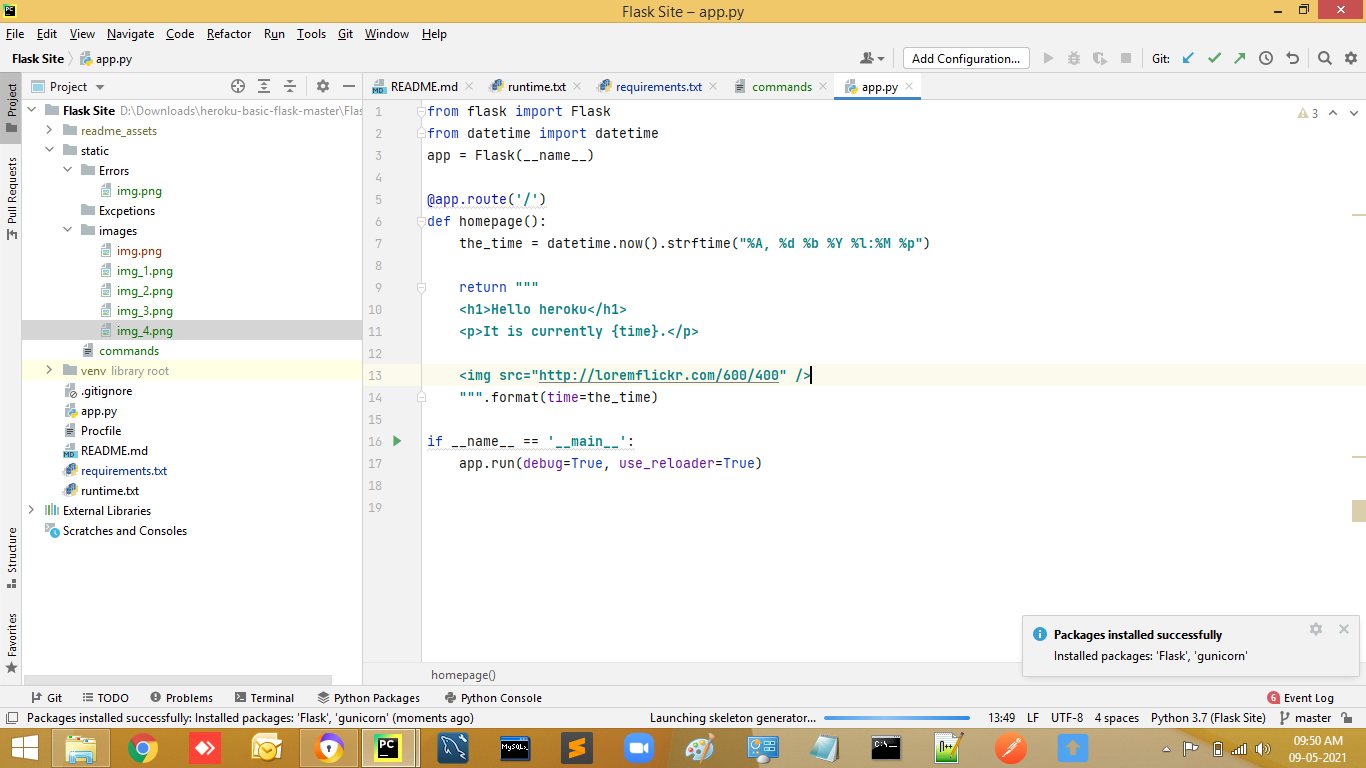 Flask Site – app.py
File Edit View Navigate Code Refactor Run Tools Git Window Help
Flask Site app.py
Add Configuration... Git:
Project
README.md runtime.txt requirements.txt commands app.py
Project
Pull Requests
Structure
Favorites
Flask Site D:\Downloads\heroku-basic-flask-master\Flas
readme_assets
static
Errors
img.png
Excpetions
images
img.png
img_1.png
img_2.png
img_3.png
img_4.png
commands
venv library root
.gitignore
app.py
Procfile
README.md
requirements.txt
runtime.txt
External Libraries
Scratches and Consoles
3
1 from flask import Flask
2 from datetime import datetime
3 app = Flask(__name__)
4
5 @app.route('/')
6 def homepage():
7 the_time = datetime.now().strftime("%A, %d %b %Y %l:%M %p")
8
9 return """
10 <h1>Hello heroku</h1>
11 <p>It is currently {time}.</p>
12
13 <img src="http://loremflickr.com/600/400" />
14 """.format(time=the_time)
15
16 if __name__ == '__main__':
17 app.run(debug=True, use_reloader=True)
18
19
Packages installed successfully
Installed packages: 'Flask', 'gunicorn'
homepage()
Git TODO Problems Terminal Python Packages Python Console 6 Event Log
Packages installed successfully: Installed packages: 'Flask', 'gunicorn' (moments ago) Launching skeleton generator... 13:49 LF UTF-8 4 spaces Python 3.7 (Flask Site) master
09:50 AM
09-05-2021